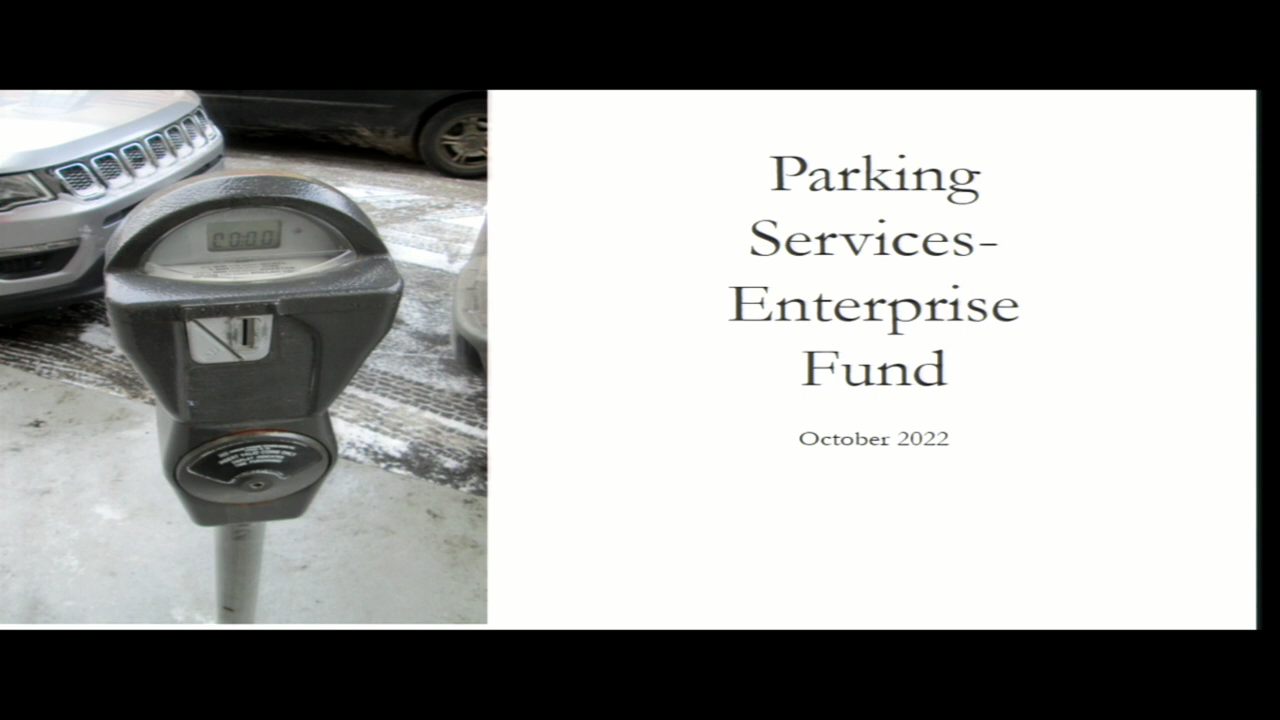 Parking
Services-
Enterprise
Fund
October 2022